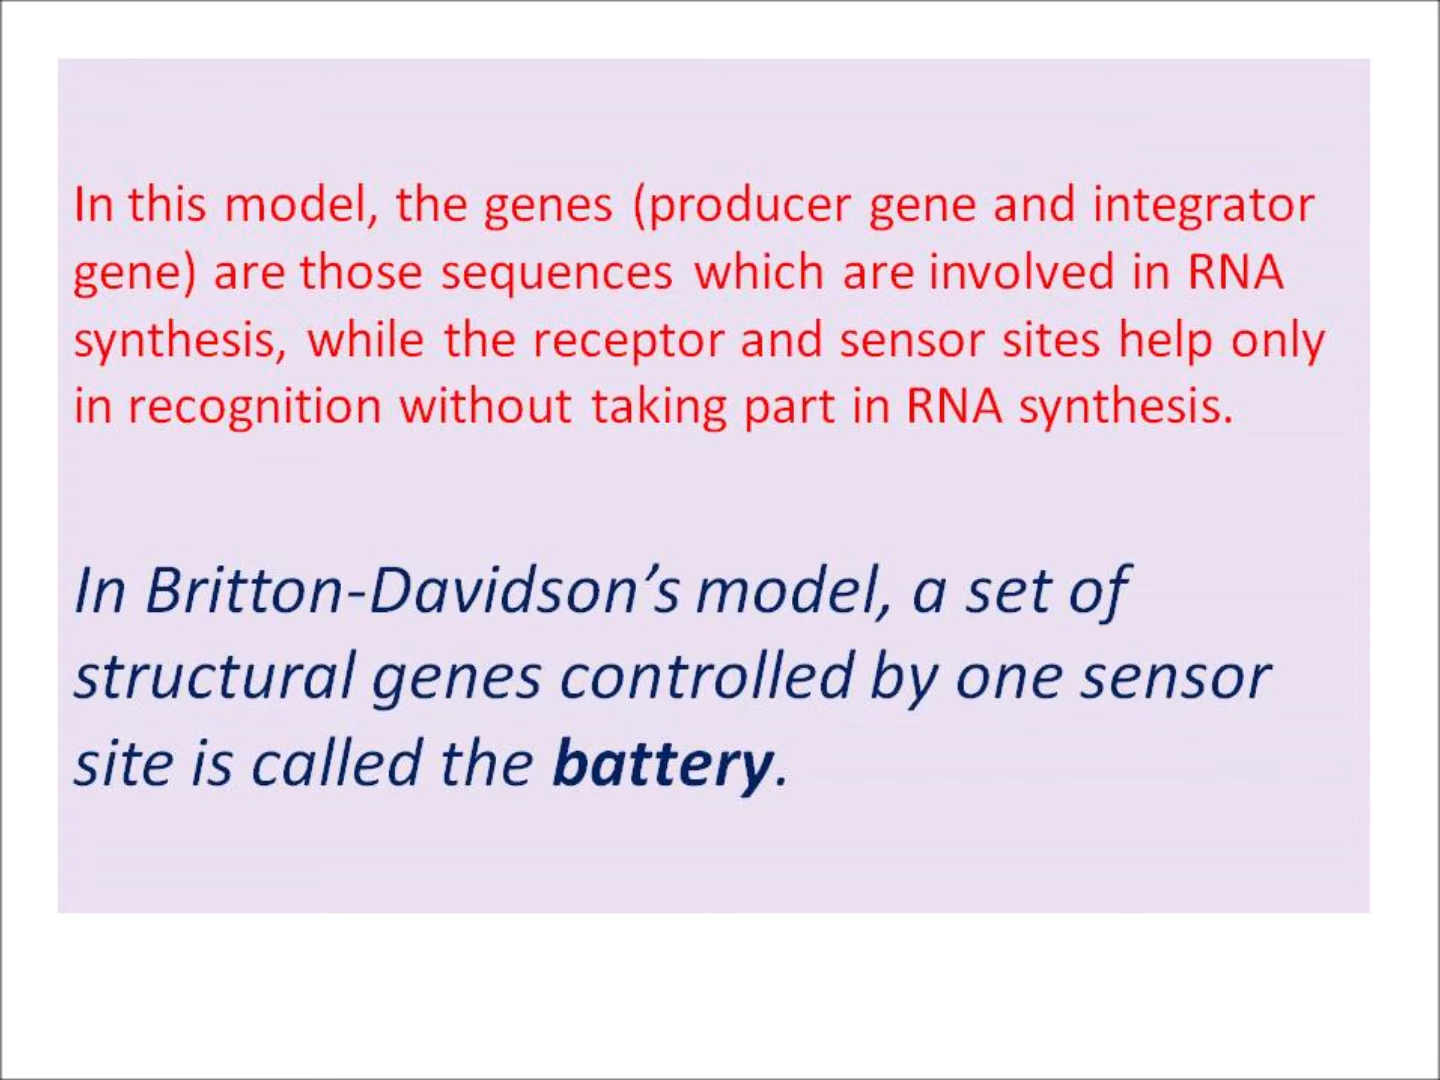 In this model, the genes (producer gene and integrator
gene) are those sequences which are involved in RNA
synthesis, while the receptor and sensor sites help only
in recognition without taking part in RNA synthesis.
In Britton-Davidson’s model, a set of
structural genes controlled by one sensor
site is called the battery.